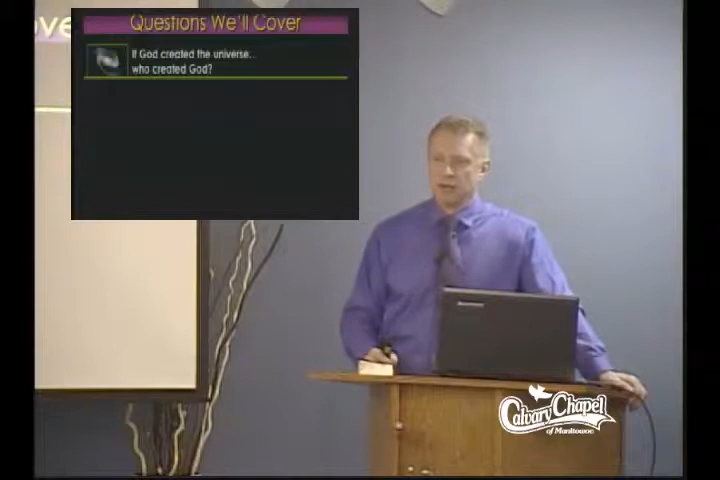 Questions We'll Cover
If God created the universe...
who created God?
Calvary Chapel
of Manitowoc